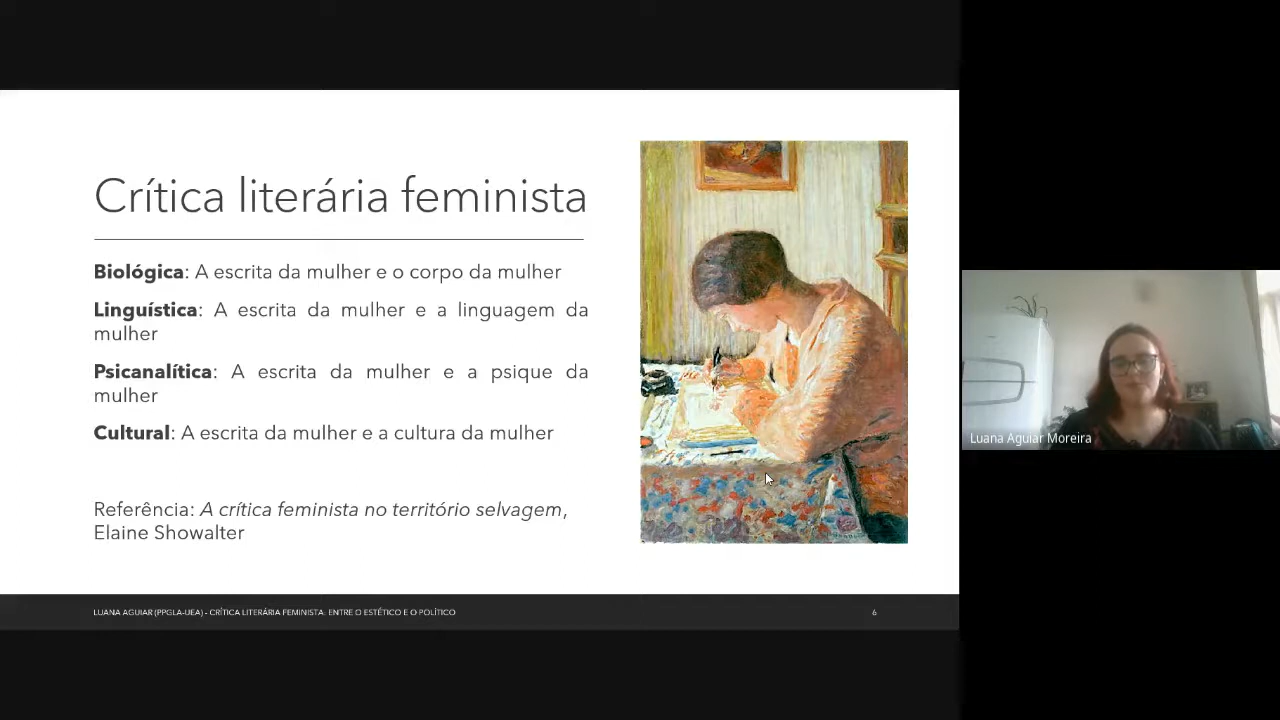 Crítica literária feminista
Biológica: A escrita da mulher e o corpo da mulher
Linguística: A escrita da mulher e a linguagem da
mulher
Psicanalítica: A escrita da mulher e a psique da
mulher
Cultural: A escrita da mulher e a cultura da mulher
Referência: A crítica feminista no território selvagem,
Elaine Showalter
LUANA AGUIAR (PPGLA-UEA) - CRÍTICA LITERÁRIA FEMINISTA: ENTRE O ESTÉTICO E O POLÍTICO
6
Luana Aguiar Moreira